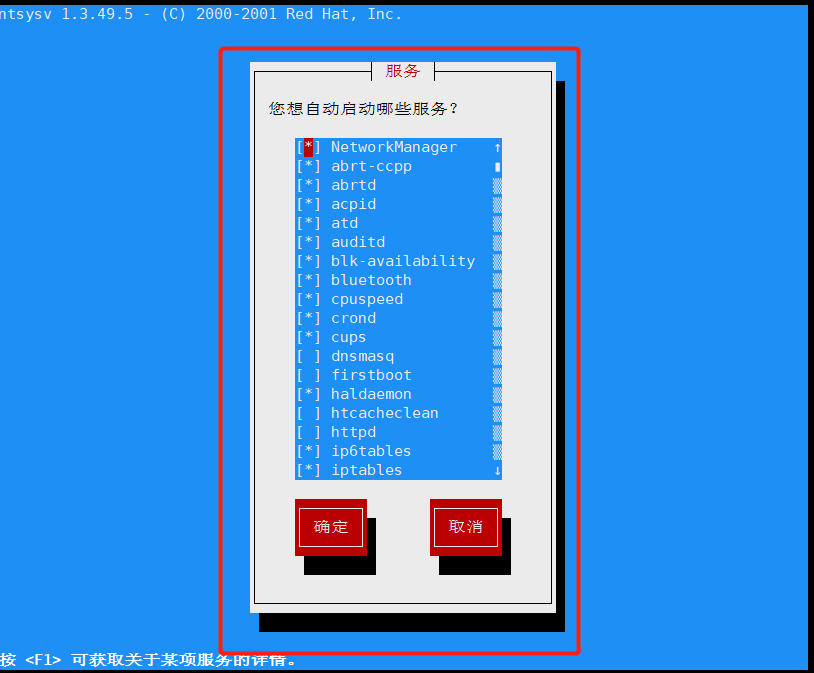 ntsysv 1.3.49.5 - (C) 2000-2001 Red Hat, Inc.
服务
您想自动启动哪些服务?
[*] NetworkManager ↑
[*] abrt-ccpp
[*] abrtd
[*] acpid
[*] atd
[*] auditd
[*] blk-availability
[*] bluetooth
[*] cpuspeed
[*] crond
[*] cups
[ ] dnsmasq
[ ] firstboot
[*] haldaemon
[ ] htcacheclean
[ ] httpd
[*] ip6tables
[*] iptables ↓
确定 取消
按 <F1> 可获取关于某项服务的详情。